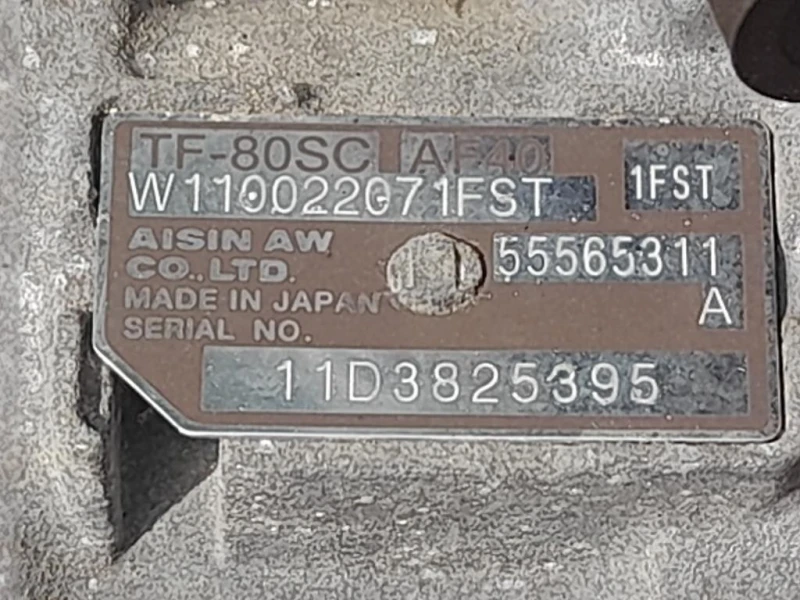 TF-80SC AF40
W110022071FST 1FST
AISIN AW
CO.,LTD. 55565311
MADE IN JAPAN A
SERIAL NO.
11D3825395